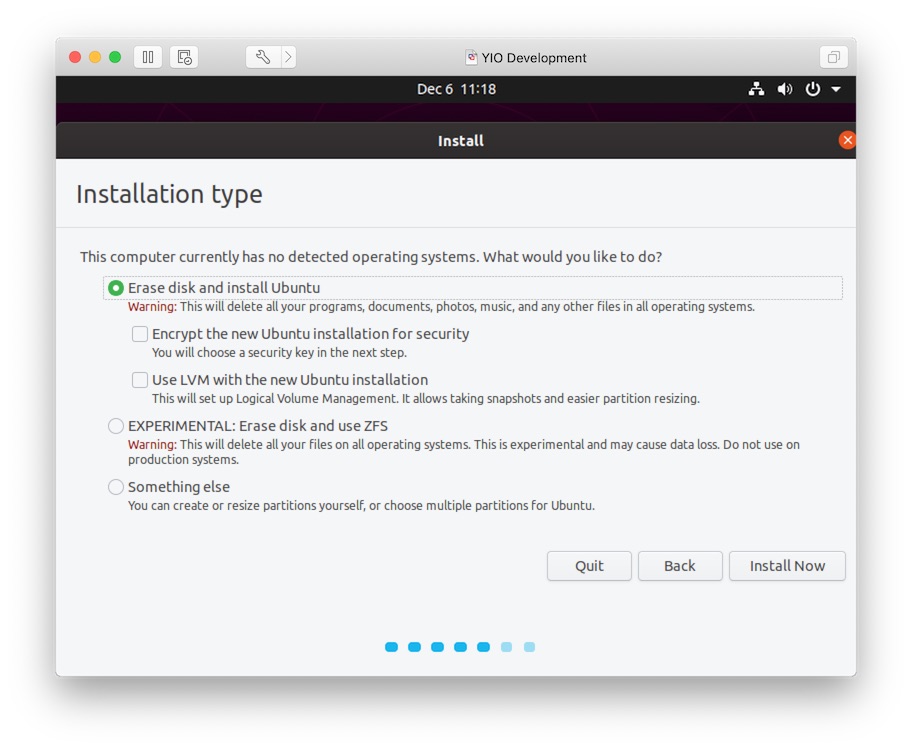 YIO Development
Dec 6 11:18
Install
Installation type
This computer currently has no detected operating systems. What would you like to do?
Erase disk and install Ubuntu
Warning: This will delete all your programs, documents, photos, music, and any other files in all operating systems.
Encrypt the new Ubuntu installation for security
You will choose a security key in the next step.
Use LVM with the new Ubuntu installation
This will set up Logical Volume Management. It allows taking snapshots and easier partition resizing.
EXPERIMENTAL: Erase disk and use ZFS
Warning: This will delete all your files on all operating systems. This is experimental and may cause data loss. Do not use on
production systems.
Something else
You can create or resize partitions yourself, or choose multiple partitions for Ubuntu.
Quit Back Install Now